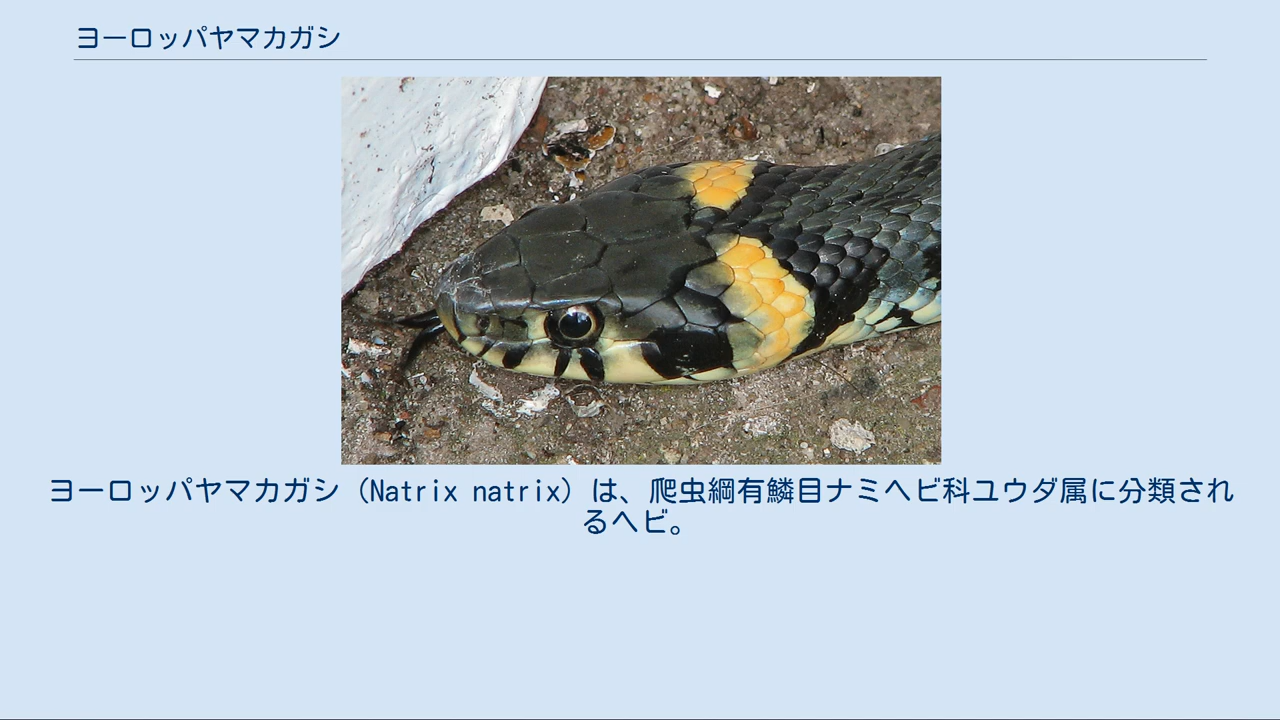 ヨーロッパヤマカガシ
ヨーロッパヤマカガシ（Natrix natrix）は、爬虫綱有鱗目ナミヘビ科ユウダ属に分類され
るヘビ。